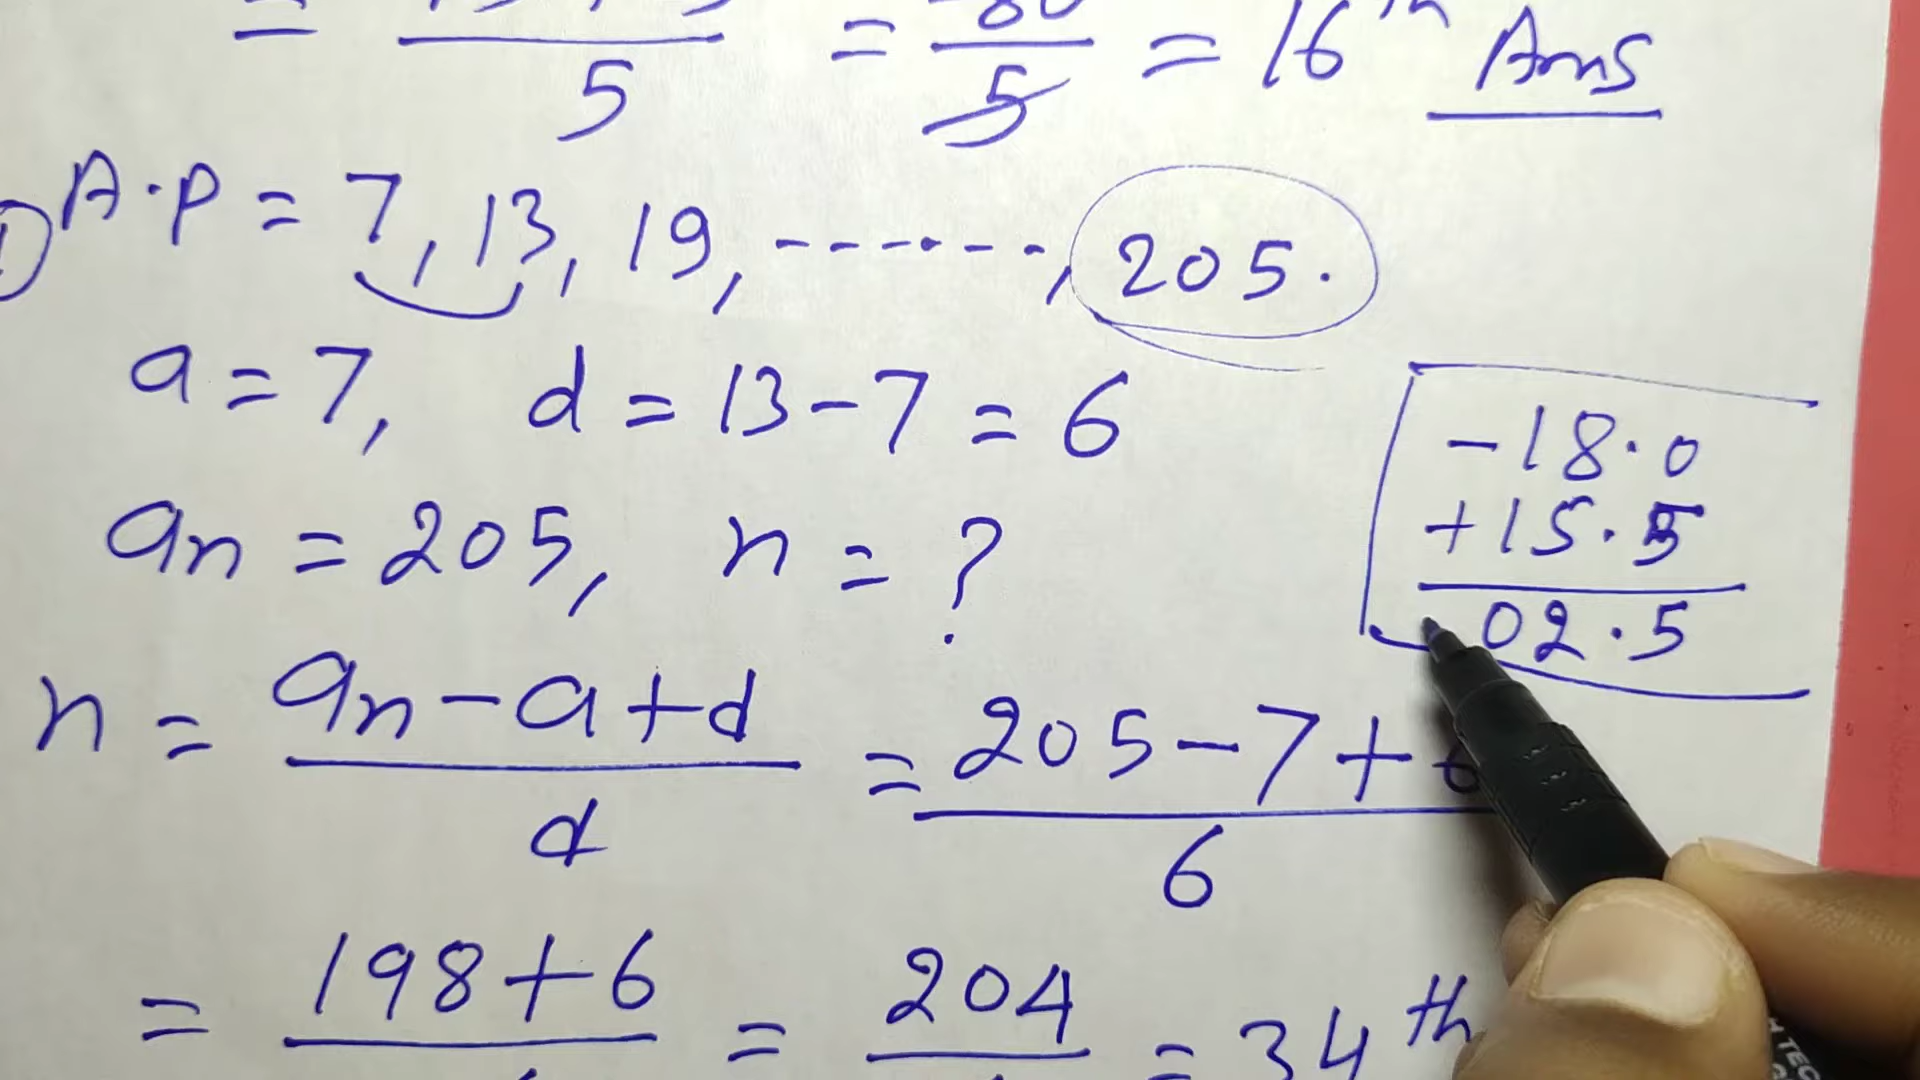 = / 5 = 80 / 5 = 16th Ans
A.P = 7, 13, 19, -------, 205.
a = 7, d = 13 - 7 = 6
-18.0
+15.5
02.5
an = 205, n = ?
n = an - a + d / d = 205 - 7 + 6 / 6
= 198 + 6 / = 204 / = 34th